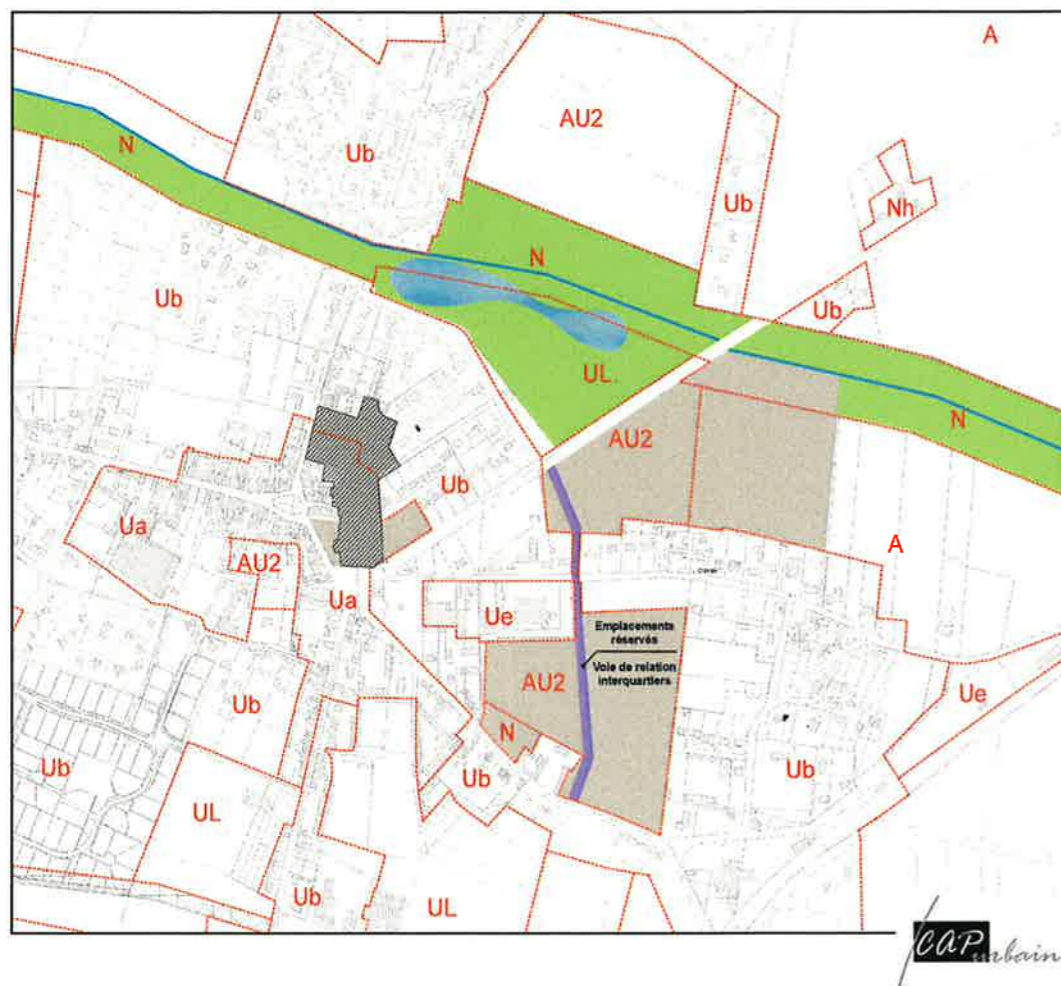 A
AU2
N
Ub
Ub
Nh
N
Ub
Ub
UL.
AU2
N
Ub
Ua
AU2
A
Ua
Ue
Emplacements
réservés
Voie de relation
interquartiers
AU2
Ue
Ub
N
Ub
Ub
Ub
UL
Ub
UL
CAP urbain